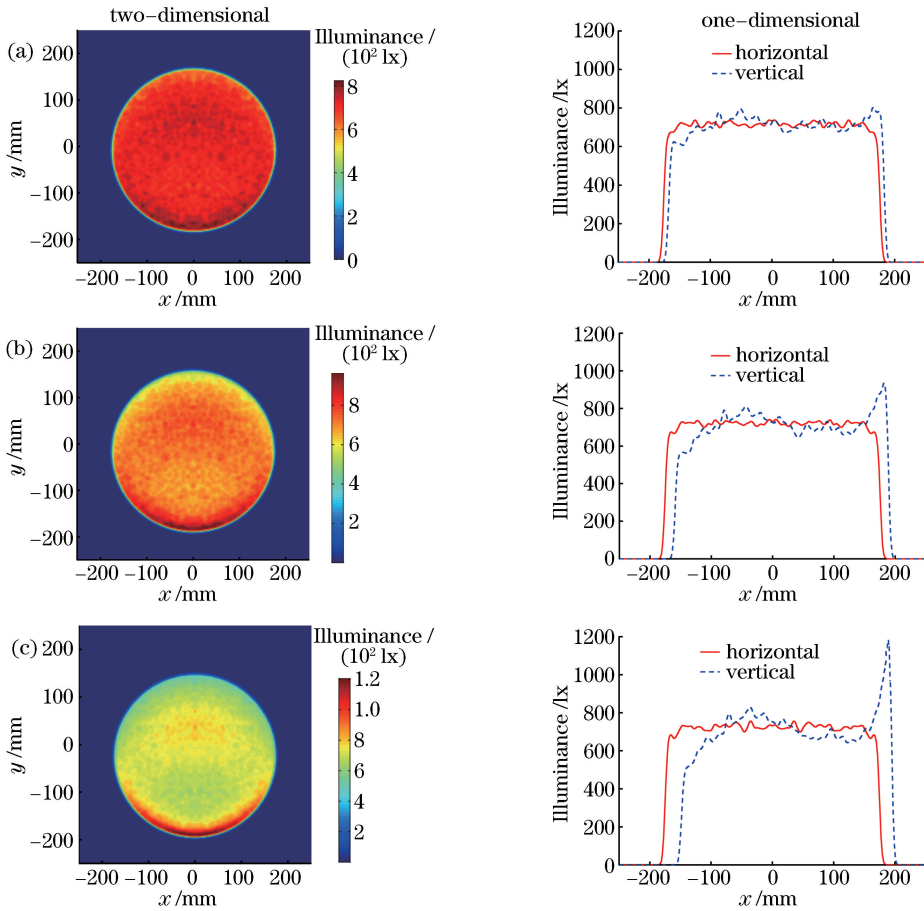 two-dimensional
one-dimensional
(a)
200
100
0
−100
−200
y /mm
−200 −100 0 100 200
x /mm
Illuminance /
(10² lx)
8
6
4
2
0
1200
1000
800
600
400
200
0
Illuminance /lx
horizontal
vertical
−200 −100 0 100 200
x /mm
(b)
200
100
0
−100
−200
y /mm
−200 −100 0 100 200
x /mm
Illuminance /
(10² lx)
8
6
4
2
1200
1000
800
600
400
200
0
Illuminance /lx
horizontal
vertical
−200 −100 0 100 200
x /mm
(c)
200
100
0
−100
−200
y /mm
−200 −100 0 100 200
x /mm
Illuminance /
(10² lx)
1.2
1.0
8
6
4
2
1200
1000
800
600
400
200
0
Illuminance /lx
horizontal
vertical
−200 −100 0 100 200
x /mm